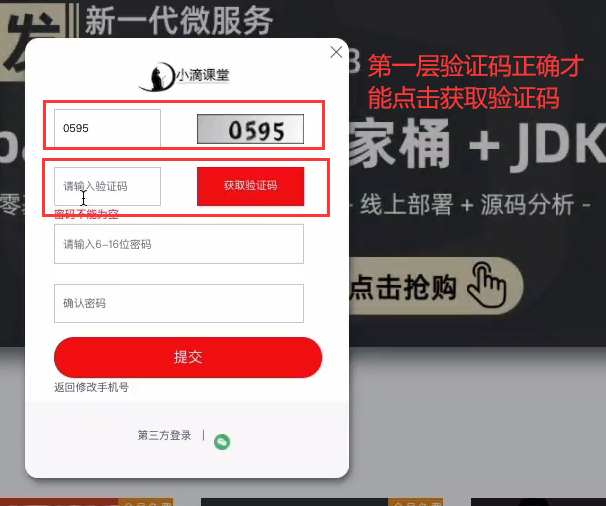 新一代微服务
发
小滴课堂
第一层验证码正确才
能点击获取验证码
0595
0595
家桶 + JDK
请输入验证码
获取验证码
密码不能为空
线上部署 + 源码分析 -
请输入6-16位密码
点击抢购
确认密码
提交
返回修改手机号
第三方登录 |